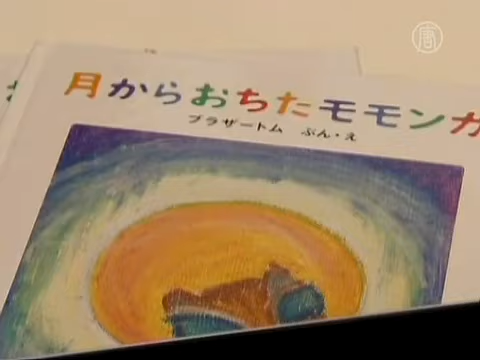 唐
月からおちたモモンガ
ブラザートム ぶん・え